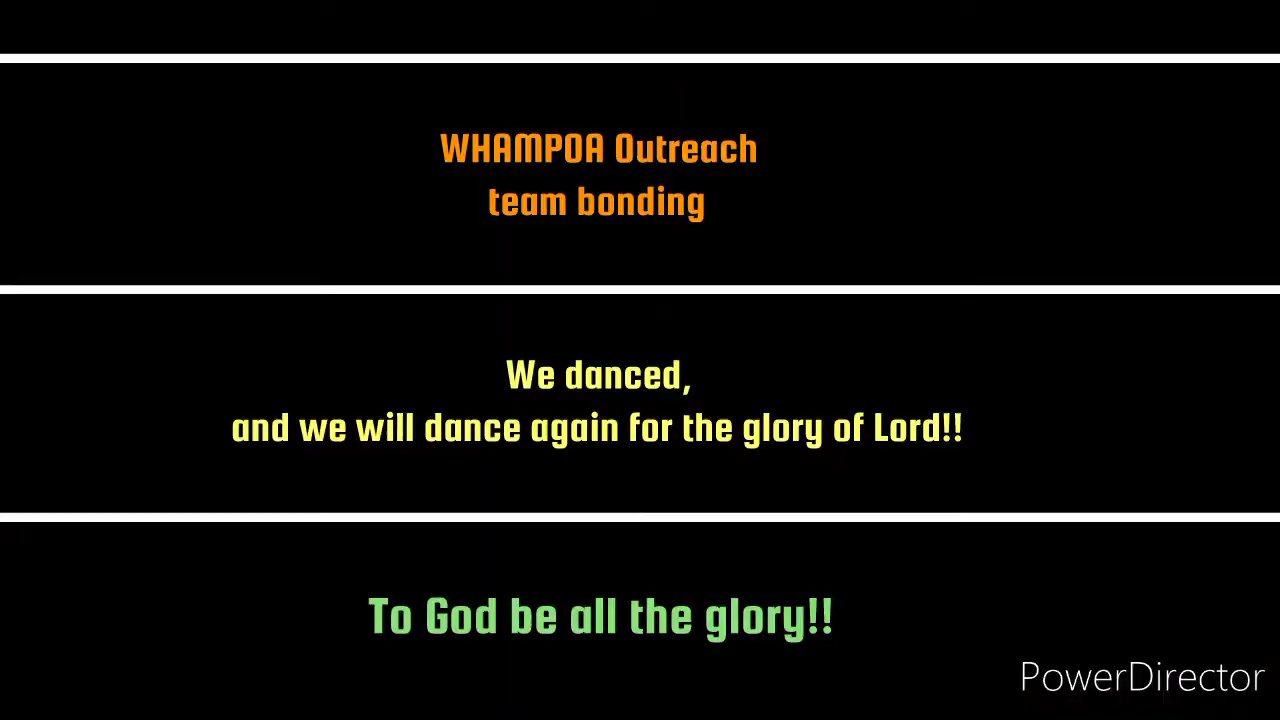 WHAMPOA Outreach
team bonding
We danced,
and we will dance again for the glory of Lord!!
To God be all the glory!!
PowerDirector